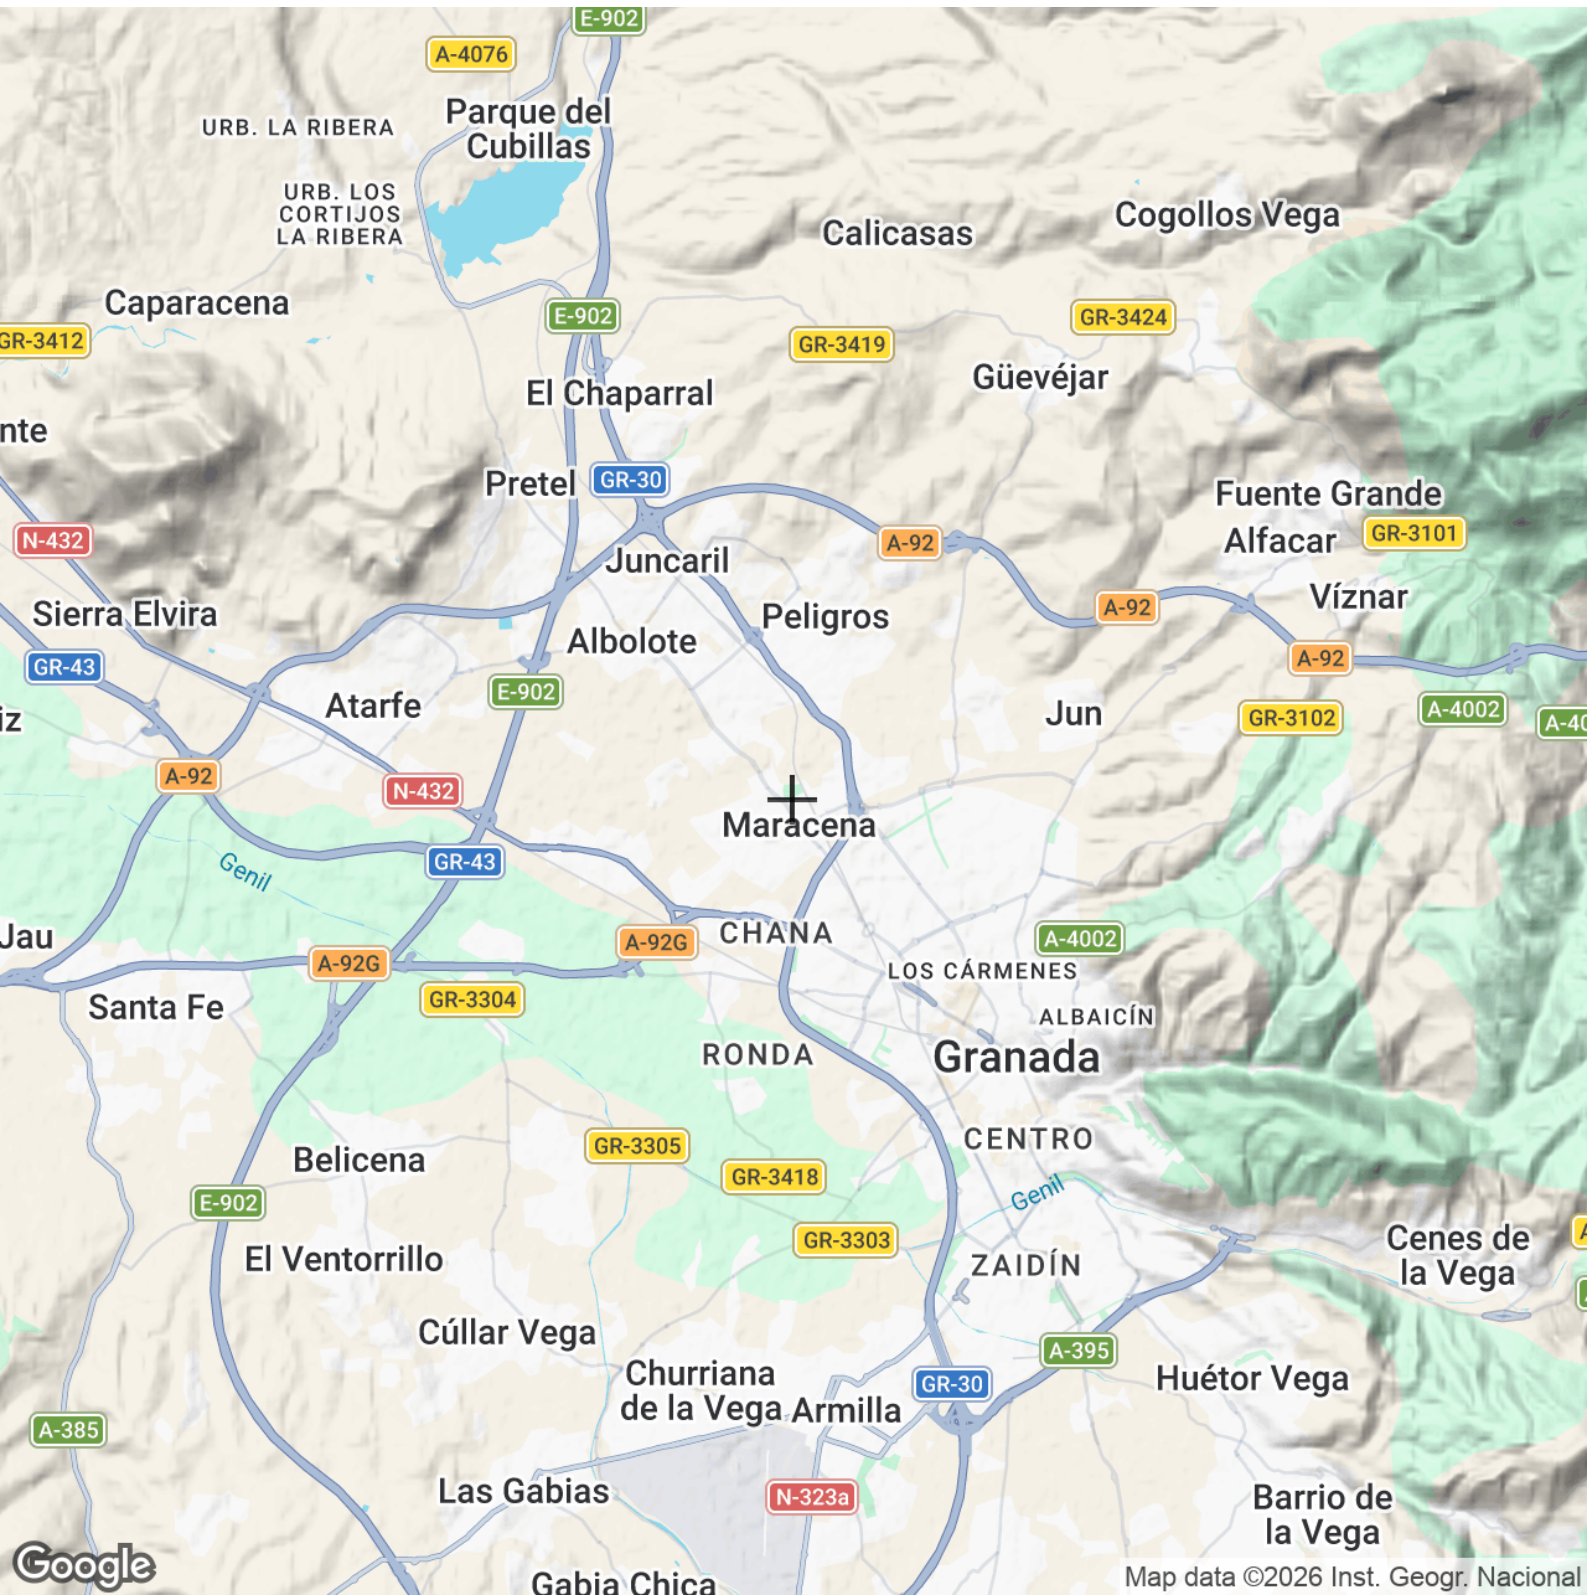 E-902
A-4076
Parque del
Cubillas
URB. LA RIBERA
URB. LOS
CORTIJOS
LA RIBERA
Cogollos Vega
Calicasas
Caparacena
E-902
GR-3424
GR-3412
GR-3419
Güevéjar
El Chaparral
nte
Pretel
GR-30
Fuente Grande
N-432
A-92
Alfacar
GR-3101
Juncaril
Víznar
Sierra Elvira
Peligros
A-92
Albolote
GR-43
A-92
E-902
Atarfe
iz
Jun
GR-3102
A-4002
A-40
A-92
N-432
Maracena
GR-43
Genil
Jau
A-92G
A-92G
CHANA
A-4002
LOS CÁRMENES
Santa Fe
GR-3304
ALBAICÍN
RONDA
Granada
CENTRO
GR-3305
Belicena
GR-3418
Genil
E-902
GR-3303
Cenes de
la Vega
El Ventorrillo
ZAIDÍN
Cúllar Vega
A-395
Churriana
de la Vega
Armilla
GR-30
Huétor Vega
A-385
Las Gabias
N-323a
Barrio de
la Vega
Google
Gabia Chica
Map data ©2026 Inst. Geogr. Nacional